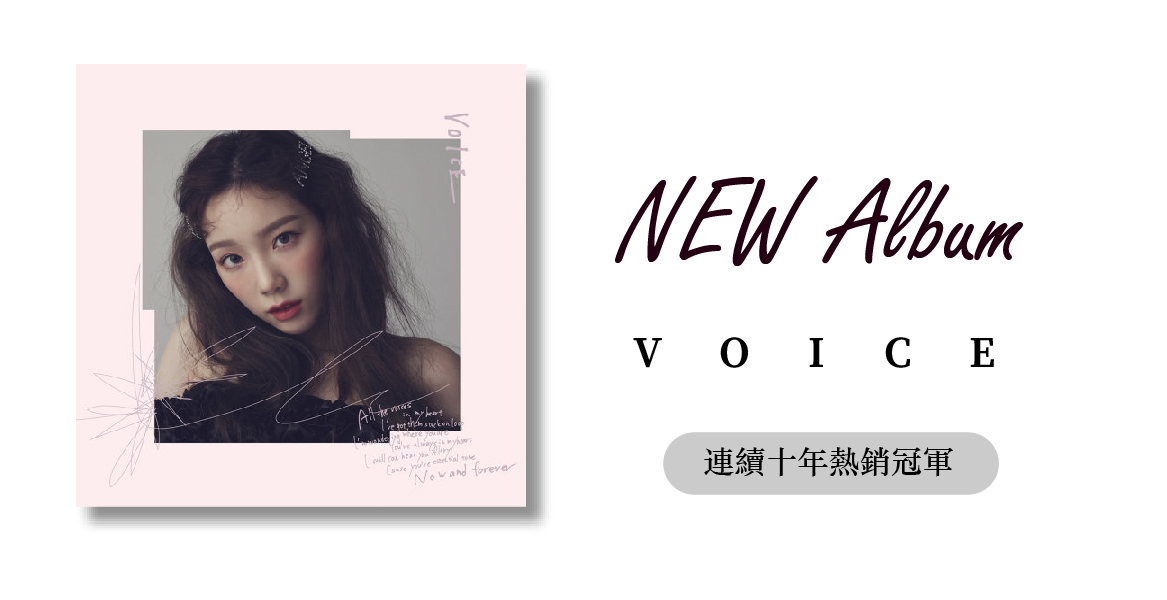 VOICE
All the voices
in my heart
Now and forever
NEW Album
VOICE
連續十年熱銷冠軍